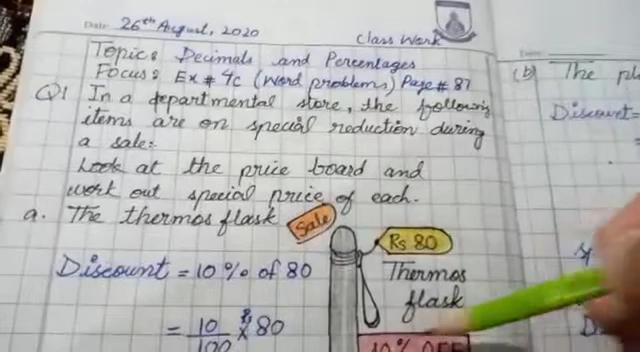 Date: 26th August, 2020
Class Work
Topic: Decimals and Percentages
Focus: Ex # 4c (Word problems) Page # 87
Q1 In a departmental store, the following
items are on special reduction during
a sale:
Look at the price board and
work out special price of each.
a. The thermos flask
Sale
Rs 80
Discount = 10% of 80
Thermos
flask
= 10/100 × 80
10% OFF
(b) The
Discount =